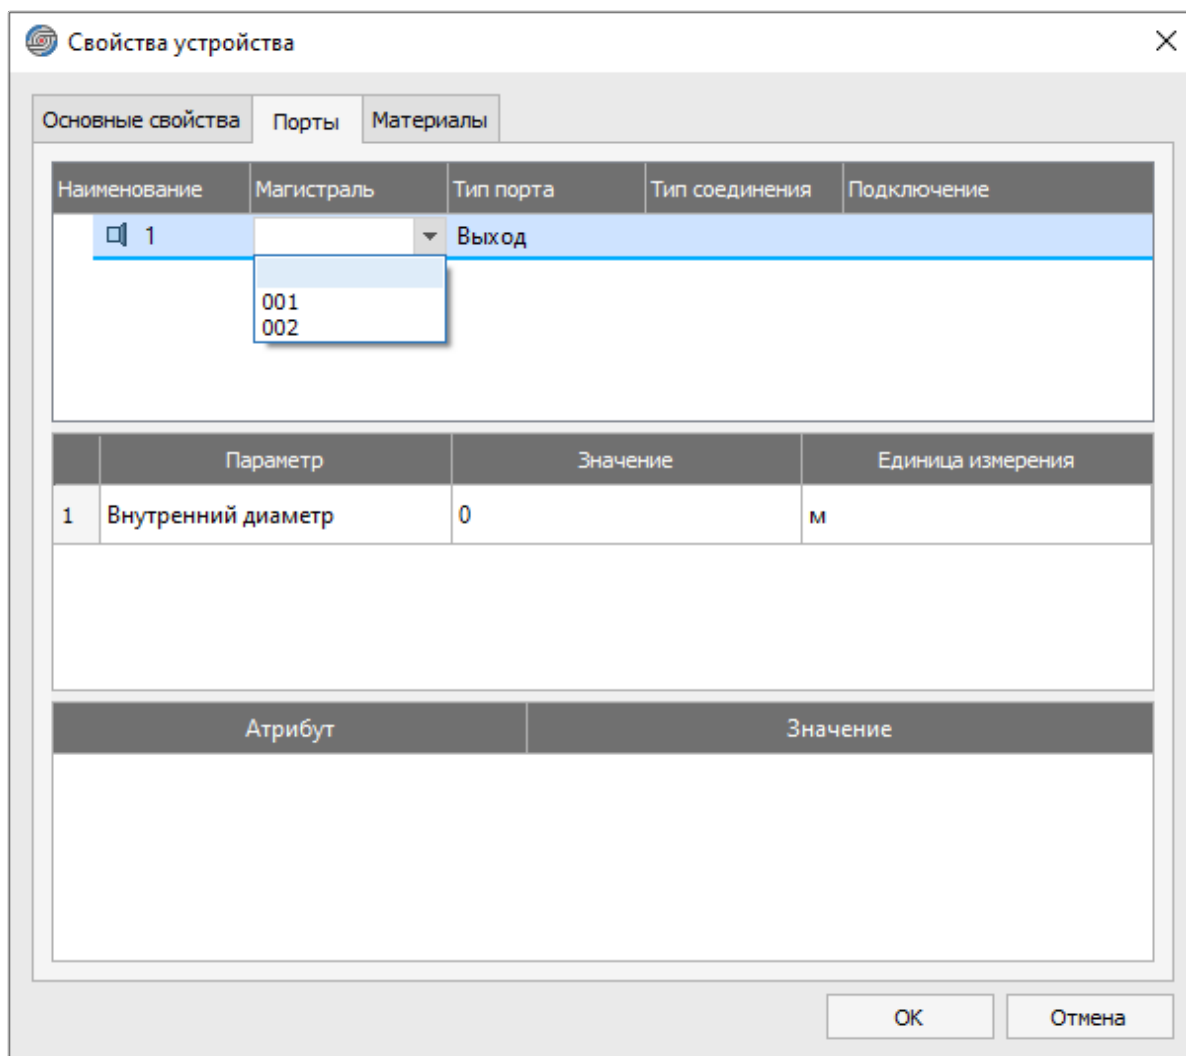 Свойства устройства
Основные свойства Порты Материалы
Наименование Магистраль Тип порта Тип соединения Подключение
1 Выход
001
002
Параметр Значение Единица измерения
1 Внутренний диаметр 0 м
Атрибут Значение
OK Отмена